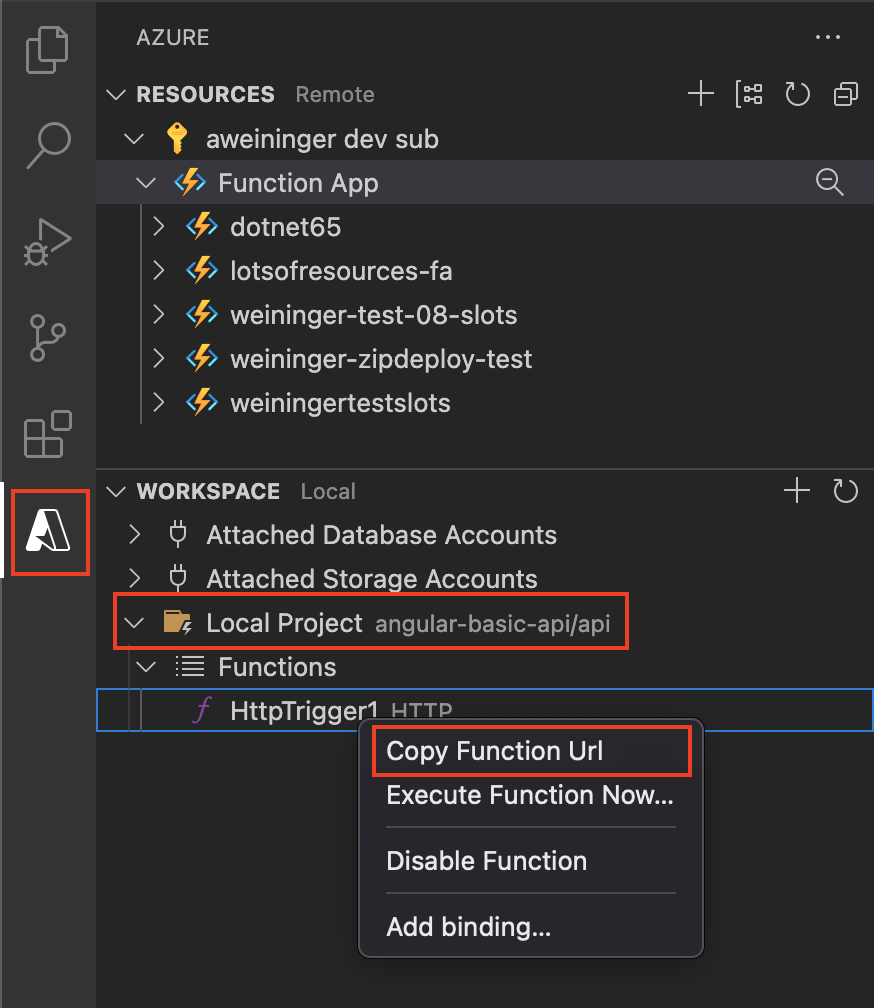 AZURE
RESOURCES Remote
aweininger dev sub
Function App
dotnet65
lotsofresources-fa
weininger-test-08-slots
weininger-zipdeploy-test
weiningertestslots
WORKSPACE Local
Attached Database Accounts
Attached Storage Accounts
Local Project angular-basic-api/api
Functions
HttpTrigger1 HTTP
Copy Function Url
Execute Function Now...
Disable Function
Add binding...